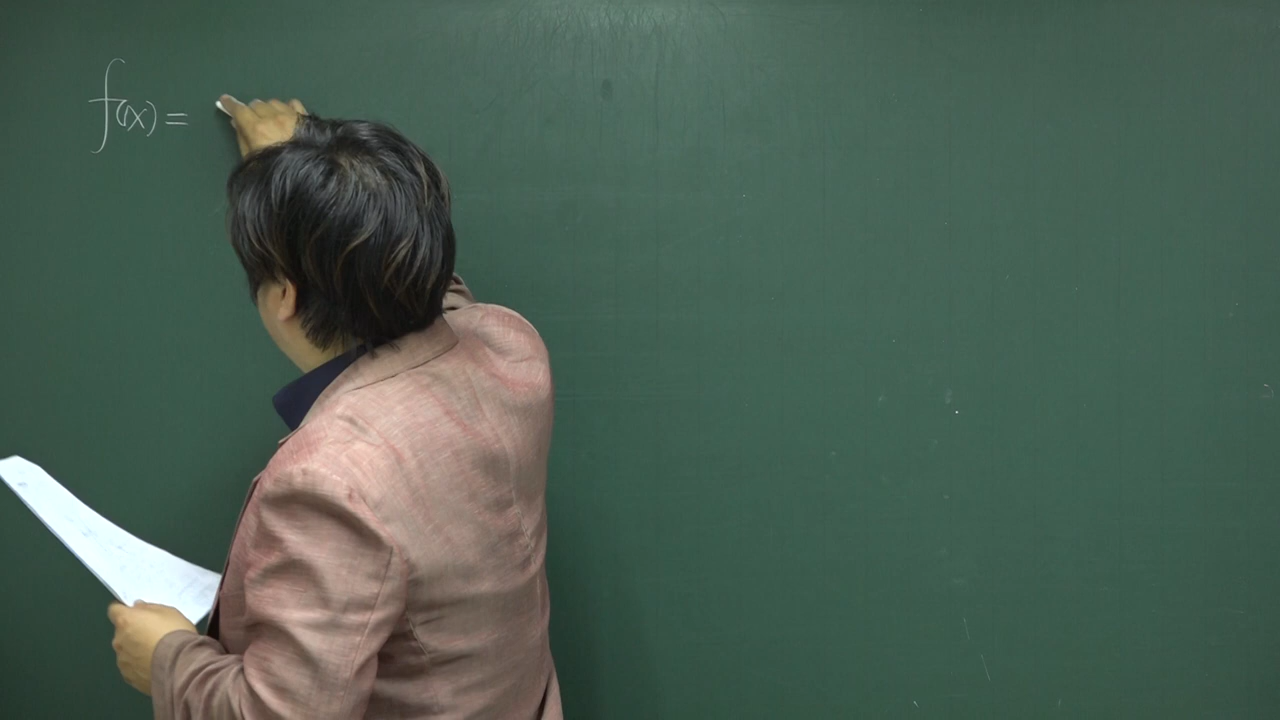 f(x) =